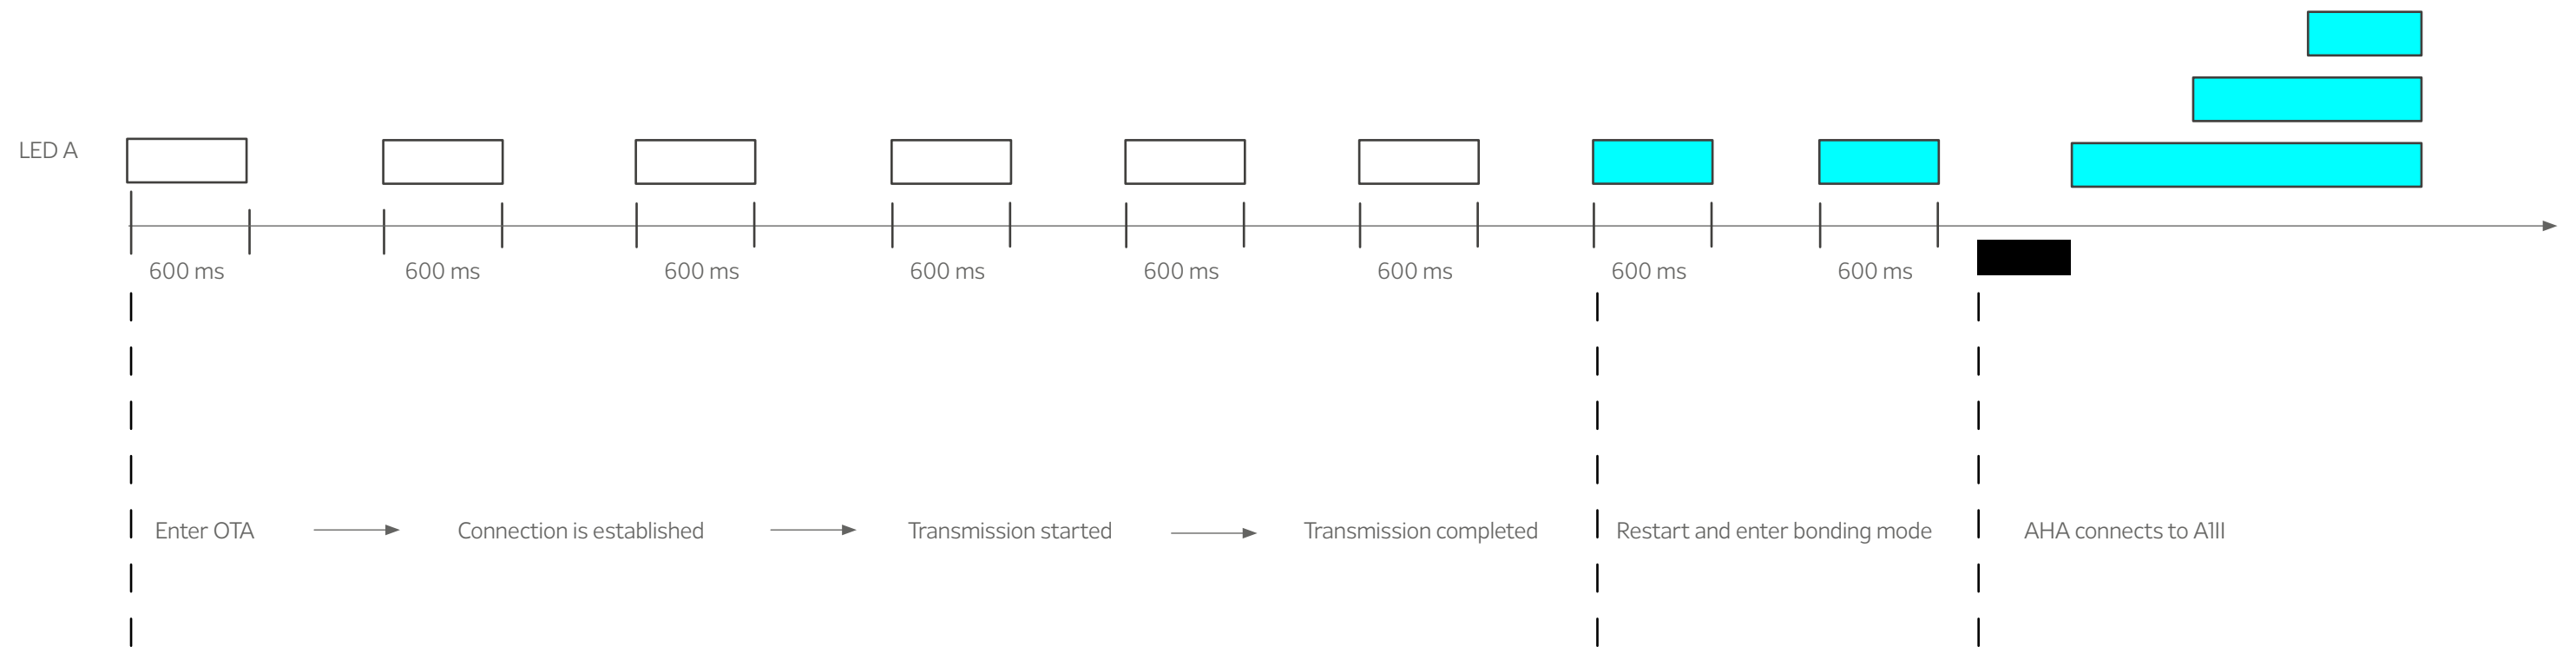 LED A
600 ms
600 ms
600 ms
600 ms
600 ms
600 ms
600 ms
600 ms
Enter OTA
Connection is established
Transmission started
Transmission completed
Restart and enter bonding mode
AHA connects to A1II